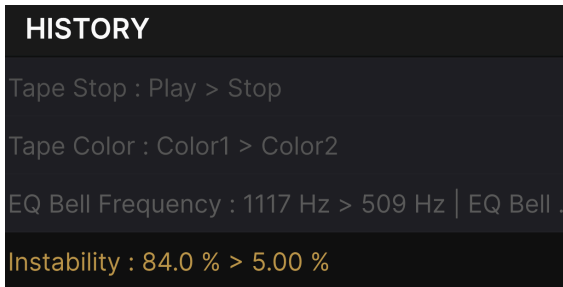 HISTORY
Tape Stop : Play > Stop
Tape Color : Color1 > Color2
EQ Bell Frequency : 1117 Hz > 509 Hz | EQ Bell .
Instability : 84.0 % > 5.00 %